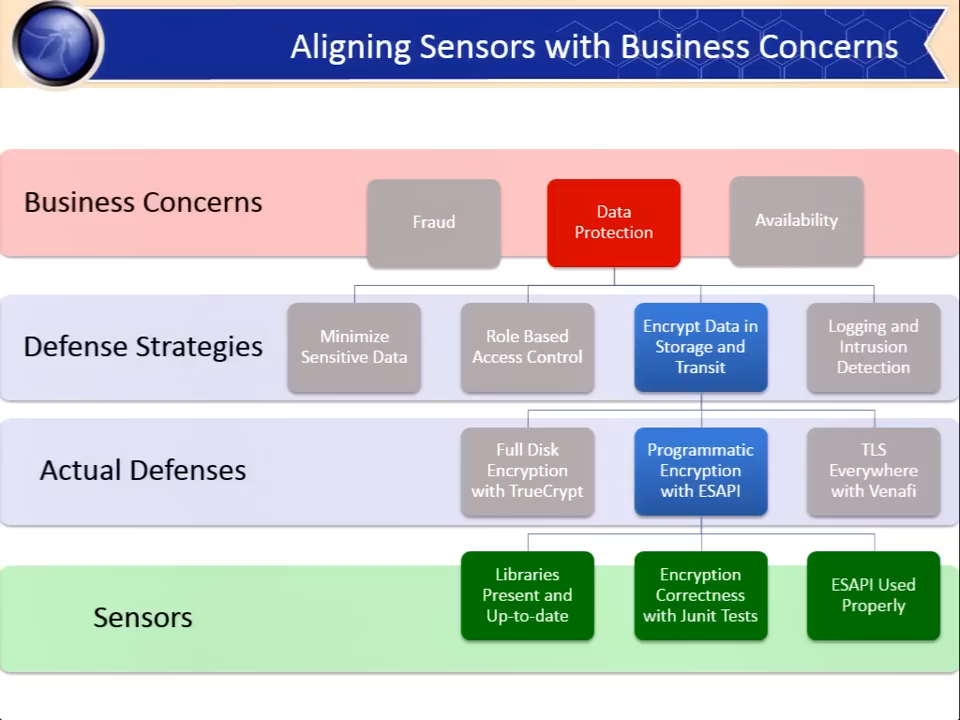 Aligning Sensors with Business Concerns
Business Concerns
Fraud
Data
Protection
Availability
Defense Strategies
Minimize
Sensitive Data
Role Based
Access Control
Encrypt Data in
Storage and
Transit
Logging and
Intrusion
Detection
Actual Defenses
Full Disk
Encryption
with TrueCrypt
Programmatic
Encryption
with ESAPI
TLS
Everywhere
with Venafi
Sensors
Libraries
Present and
Up-to-date
Encryption
Correctness
with Junit Tests
ESAPI Used
Properly